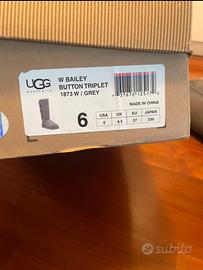 UGG
australia
W BAILEY
BUTTON TRIPLET
1873 W / GREY
MADE IN CHINA
6
USA UK EU JAPAN
6 4.5 37 230
subito